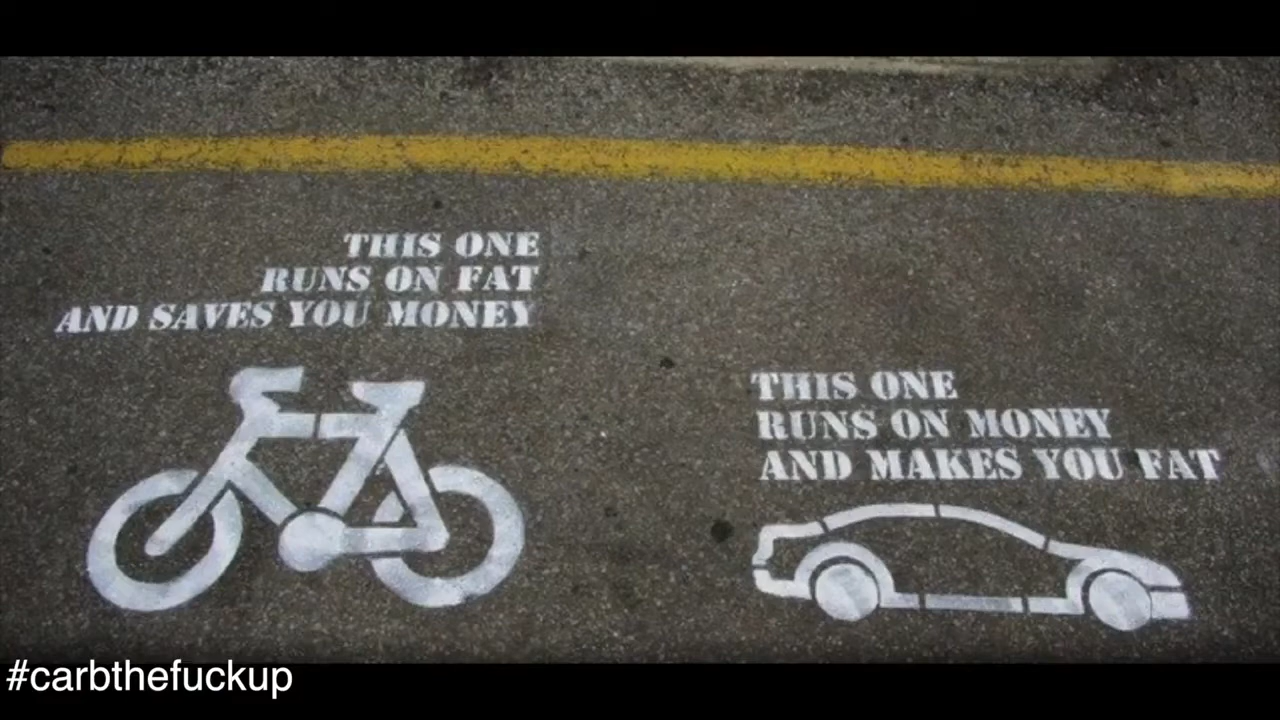 THIS ONE
RUNS ON FAT
AND SAVES YOU MONEY
THIS ONE
RUNS ON MONEY
AND MAKES YOU FAT
#carbthefuckup